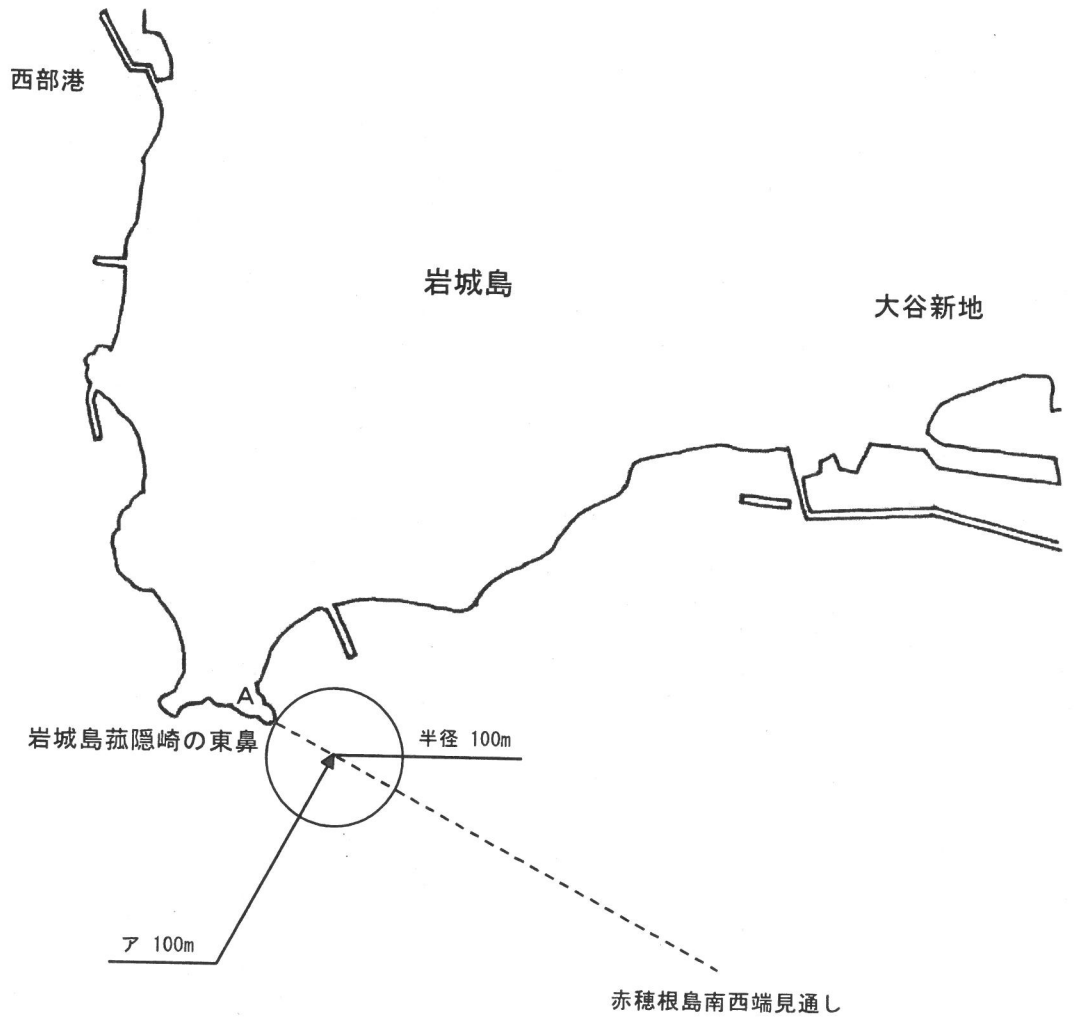 西部港
岩城島
大谷新地
A
岩城島菰隠崎の東鼻
半径 100m
ア 100m
赤穂根島南西端見通し